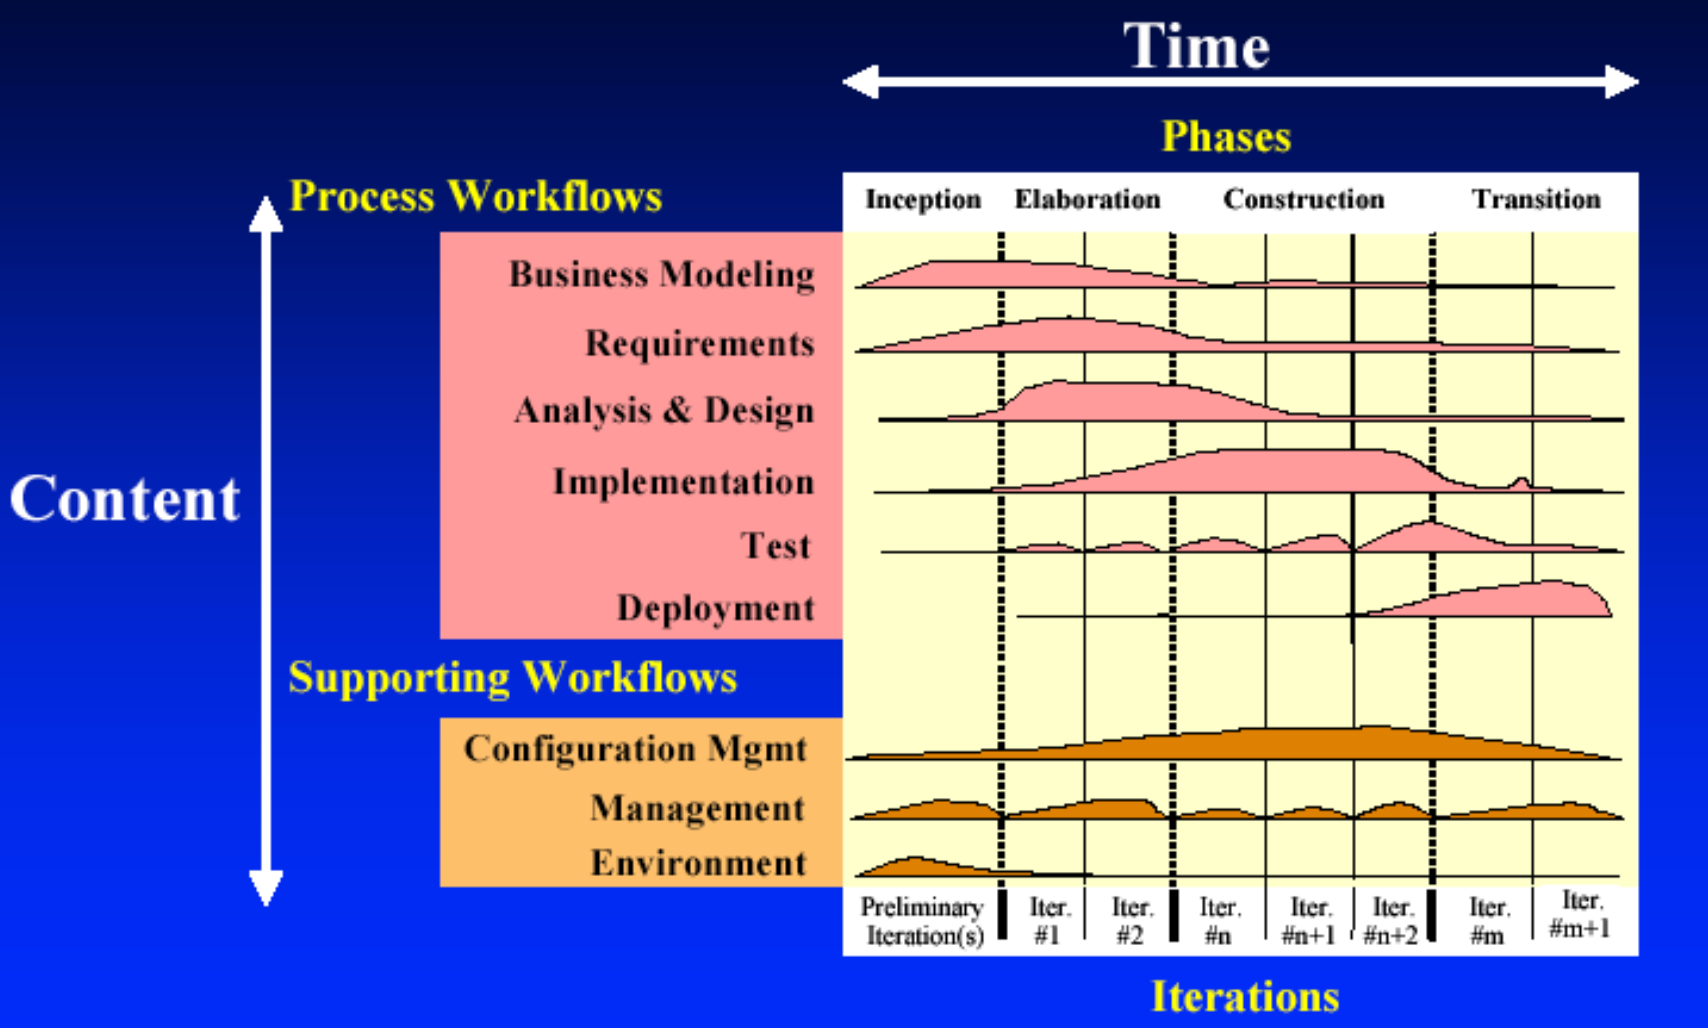 Time
Phases
Process Workflows
Inception Elaboration Construction Transition
Business Modeling
Requirements
Analysis & Design
Implementation
Content
Test
Deployment
Supporting Workflows
Configuration Mgmt
Management
Environment
Preliminary Iteration(s)
Iter. #1
Iter. #2
Iter. #n
Iter. #n+1
Iter. #n+2
Iter. #m
Iter. #m+1
Iterations